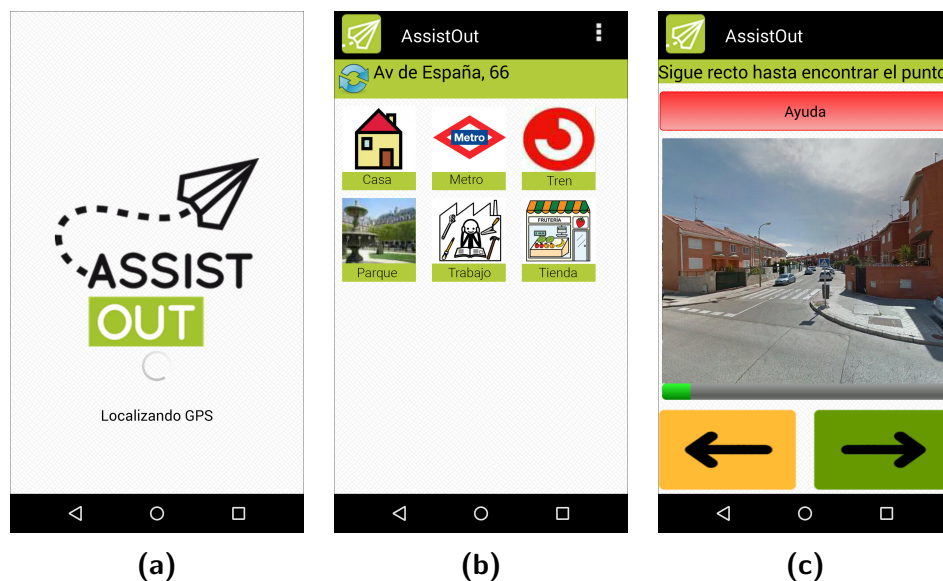 ASSIST
OUT
Localizando GPS
(a)
AssistOut
Av de España, 66
Metro
Casa
Metro
Tren
FRUTERÍA
Parque
Trabajo
Tienda
(b)
AssistOut
Sigue recto hasta encontrar el punto
Ayuda
(c)